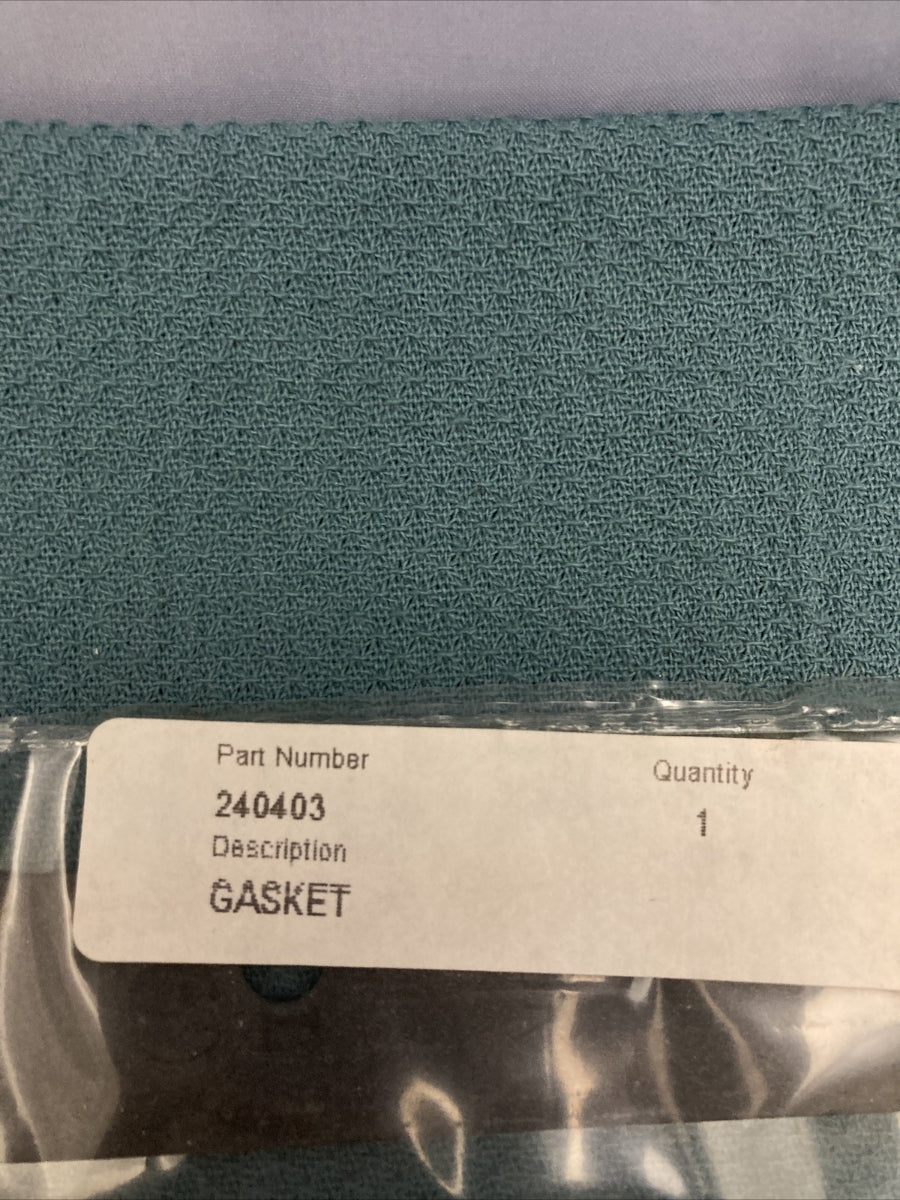 Part Number
Quantity
240403
1
Description
GASKET